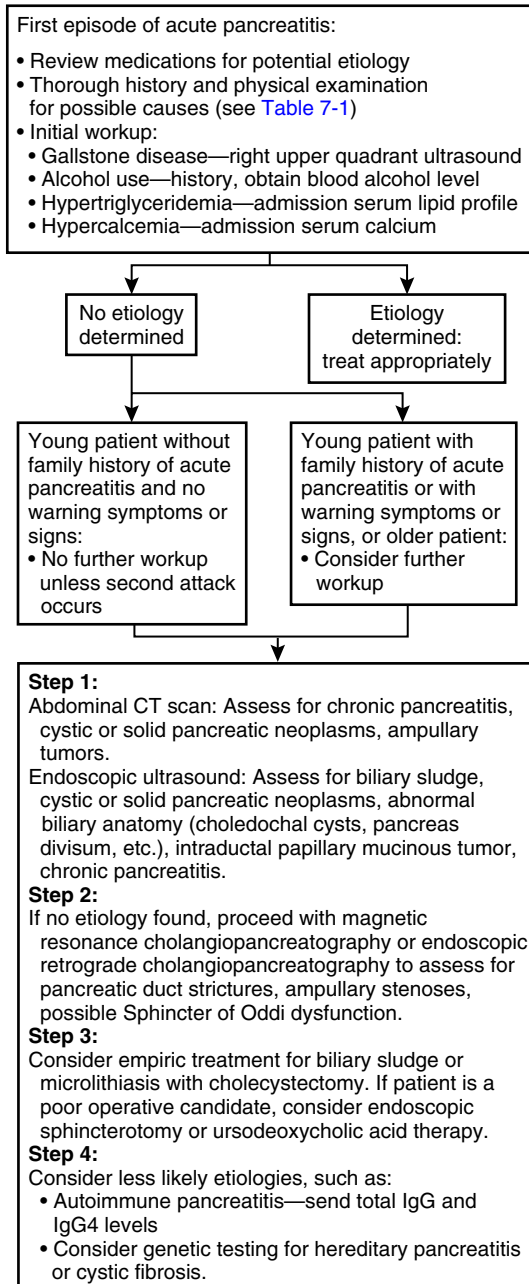 First episode of acute pancreatitis:
• Review medications for potential etiology
• Thorough history and physical examination
for possible causes (see Table 7-1)
• Initial workup:
• Gallstone disease—right upper quadrant ultrasound
• Alcohol use—history, obtain blood alcohol level
• Hypertriglyceridemia—admission serum lipid profile
• Hypercalcemia—admission serum calcium
No etiology
determined
Etiology
determined:
treat appropriately
Young patient without
family history of acute
pancreatitis and no
warning symptoms or
signs:
• No further workup
unless second attack
occurs
Young patient with
family history of acute
pancreatitis or with
warning symptoms or
signs, or older patient:
• Consider further
workup
Step 1:
Abdominal CT scan: Assess for chronic pancreatitis,
cystic or solid pancreatic neoplasms, ampullary
tumors.
Endoscopic ultrasound: Assess for biliary sludge,
cystic or solid pancreatic neoplasms, abnormal
biliary anatomy (choledochal cysts, pancreas
divisum, etc.), intraductal papillary mucinous tumor,
chronic pancreatitis.
Step 2:
If no etiology found, proceed with magnetic
resonance cholangiopancreatography or endoscopic
retrograde cholangiopancreatography to assess for
pancreatic duct strictures, ampullary stenoses,
possible Sphincter of Oddi dysfunction.
Step 3:
Consider empiric treatment for biliary sludge or
microlithiasis with cholecystectomy. If patient is a
poor operative candidate, consider endoscopic
sphincterotomy or ursodeoxycholic acid therapy.
Step 4:
Consider less likely etiologies, such as:
• Autoimmune pancreatitis—send total IgG and
IgG4 levels
• Consider genetic testing for hereditary pancreatitis
or cystic fibrosis.